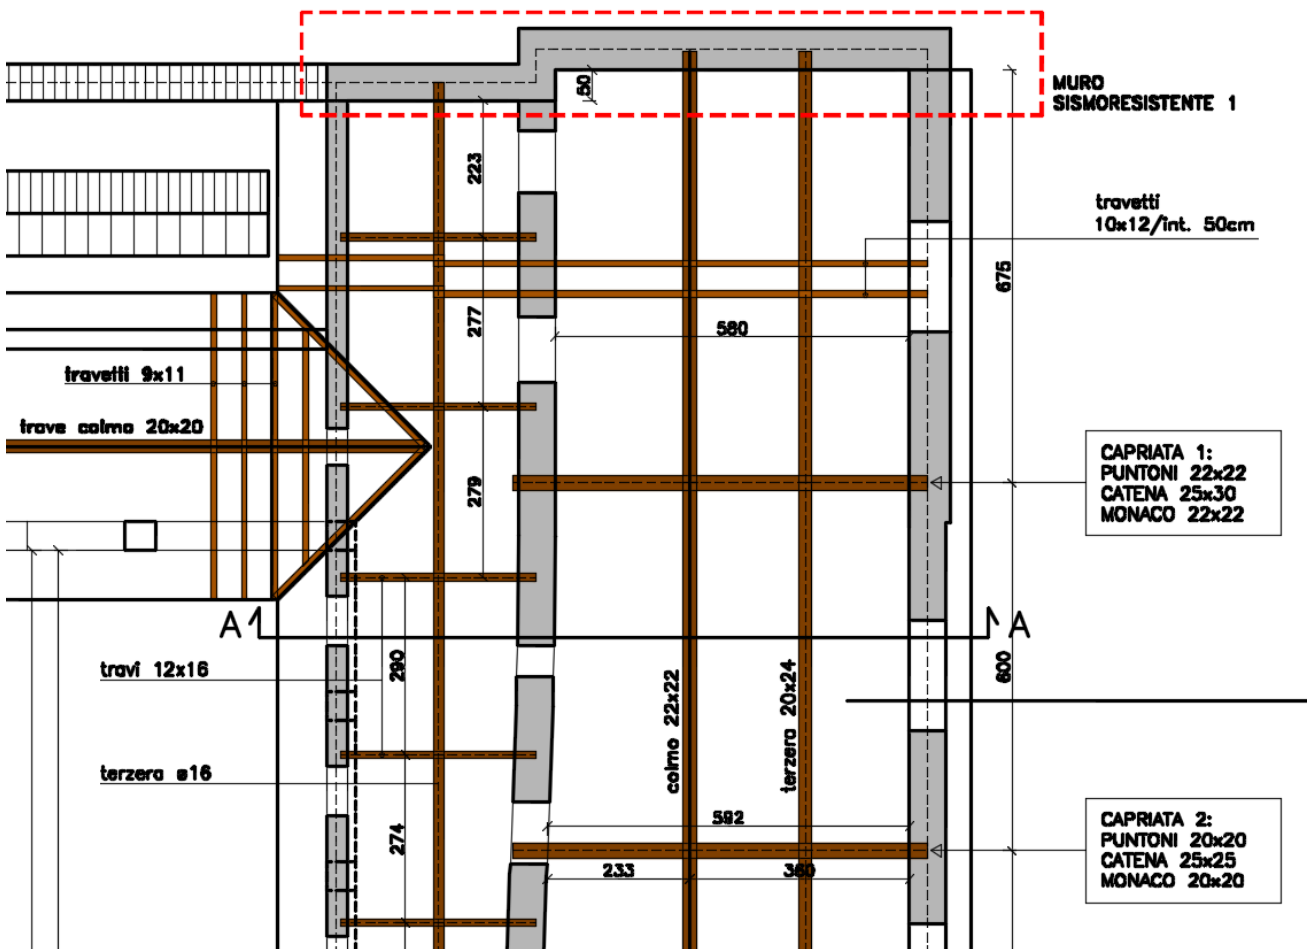 MURO
SISMORESISTENTE 1
50
223
travetti
10x12/int. 50cm
675
277
580
travetti 9x11
trave colmo 20x20
CAPRIATA 1:
PUNTONI 22x22
CATENA 25x30
MONACO 22x22
279
A
A
travi 12x16
290
600
colmo 22x22
terzera 20x24
terzera ø16
592
CAPRIATA 2:
PUNTONI 20x20
CATENA 25x25
MONACO 20x20
274
233
360